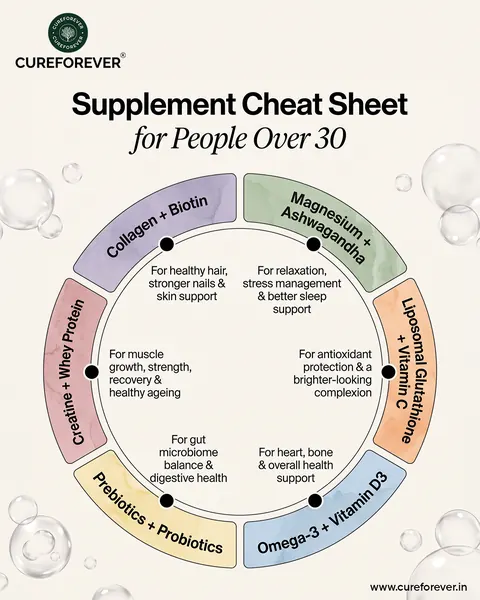 CUREFOREVER
CUREFOREVER
CUREFOREVER®
Supplement Cheat Sheet
for People Over 30
Collagen + Biotin
For healthy hair,
stronger nails &
skin support
Magnesium +
Ashwagandha
For relaxation,
stress management
& better sleep
support
Creatine + Whey Protein
For muscle
growth, strength,
recovery &
healthy ageing
Liposomal Glutathione
+ Vitamin C
For antioxidant
protection & a
brighter-looking
complexion
Prebiotics + Probiotics
For gut
microbiome
balance &
digestive health
Omega-3 + Vitamin D3
For heart, bone
& overall health
support
www.cureforever.in